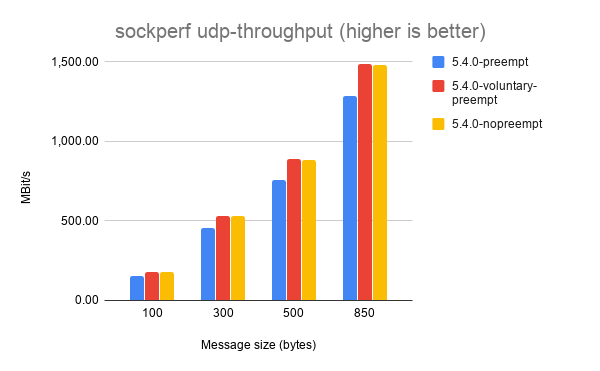 sockperf udp-throughput (higher is better)
1,500.00
1,000.00
500.00
0.00
MBit/s
100 300 500 850
Message size (bytes)
5.4.0-preempt
5.4.0-voluntary-
preempt
5.4.0-nopreempt